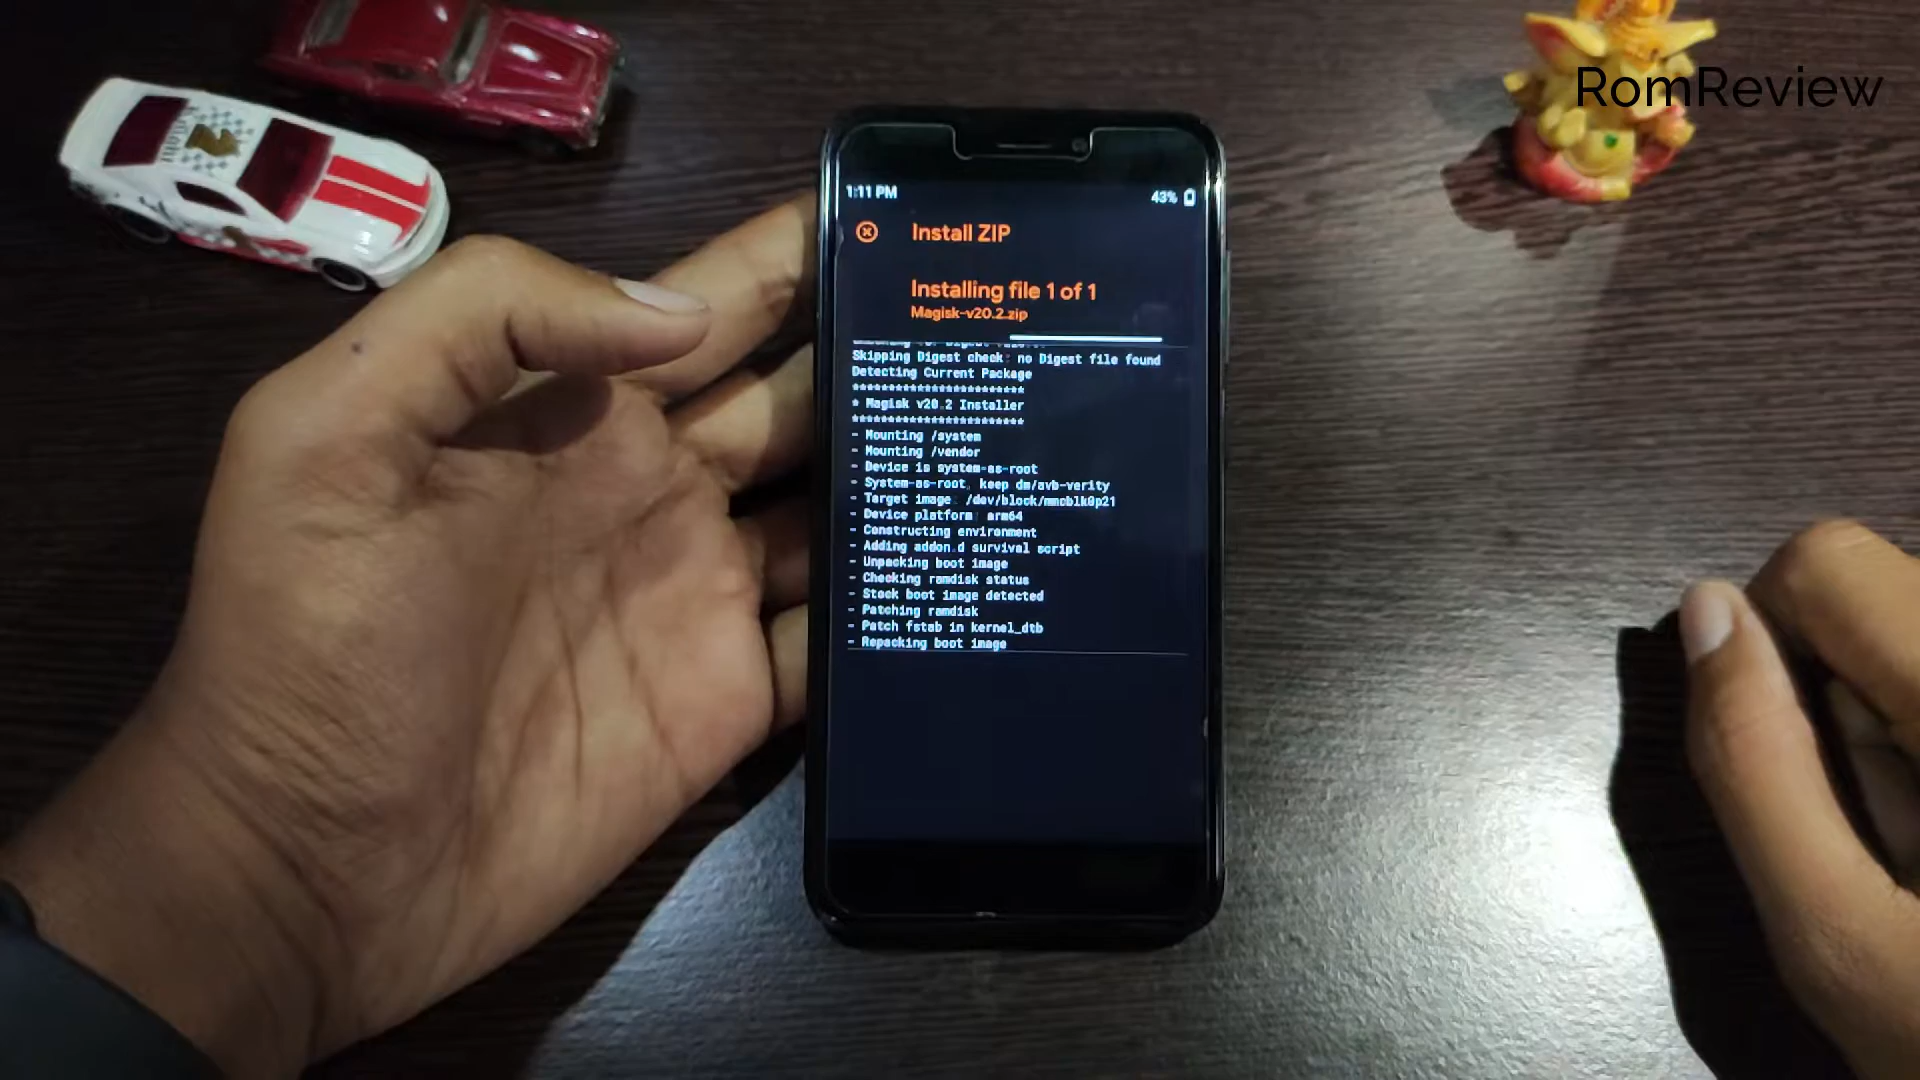 RomReview
1:11 PM
43%
Install ZIP
Installing file 1 of 1
Magisk-v20.2.zip
Skipping Digest check: no Digest file found
Detecting Current Package
************************
* Magisk v20.2 Installer
************************
- Mounting /system
- Mounting /vendor
- Device is system-as-root
- System-as-root, keep dm/avb-verity
- Target image: /dev/block/mmcblk0p21
- Device platform: arm64
- Constructing environment
- Adding addon.d survival script
- Unpacking boot image
- Checking ramdisk status
- Stock boot image detected
- Patching ramdisk
- Patch fstab in kernel_dtb
- Repacking boot image